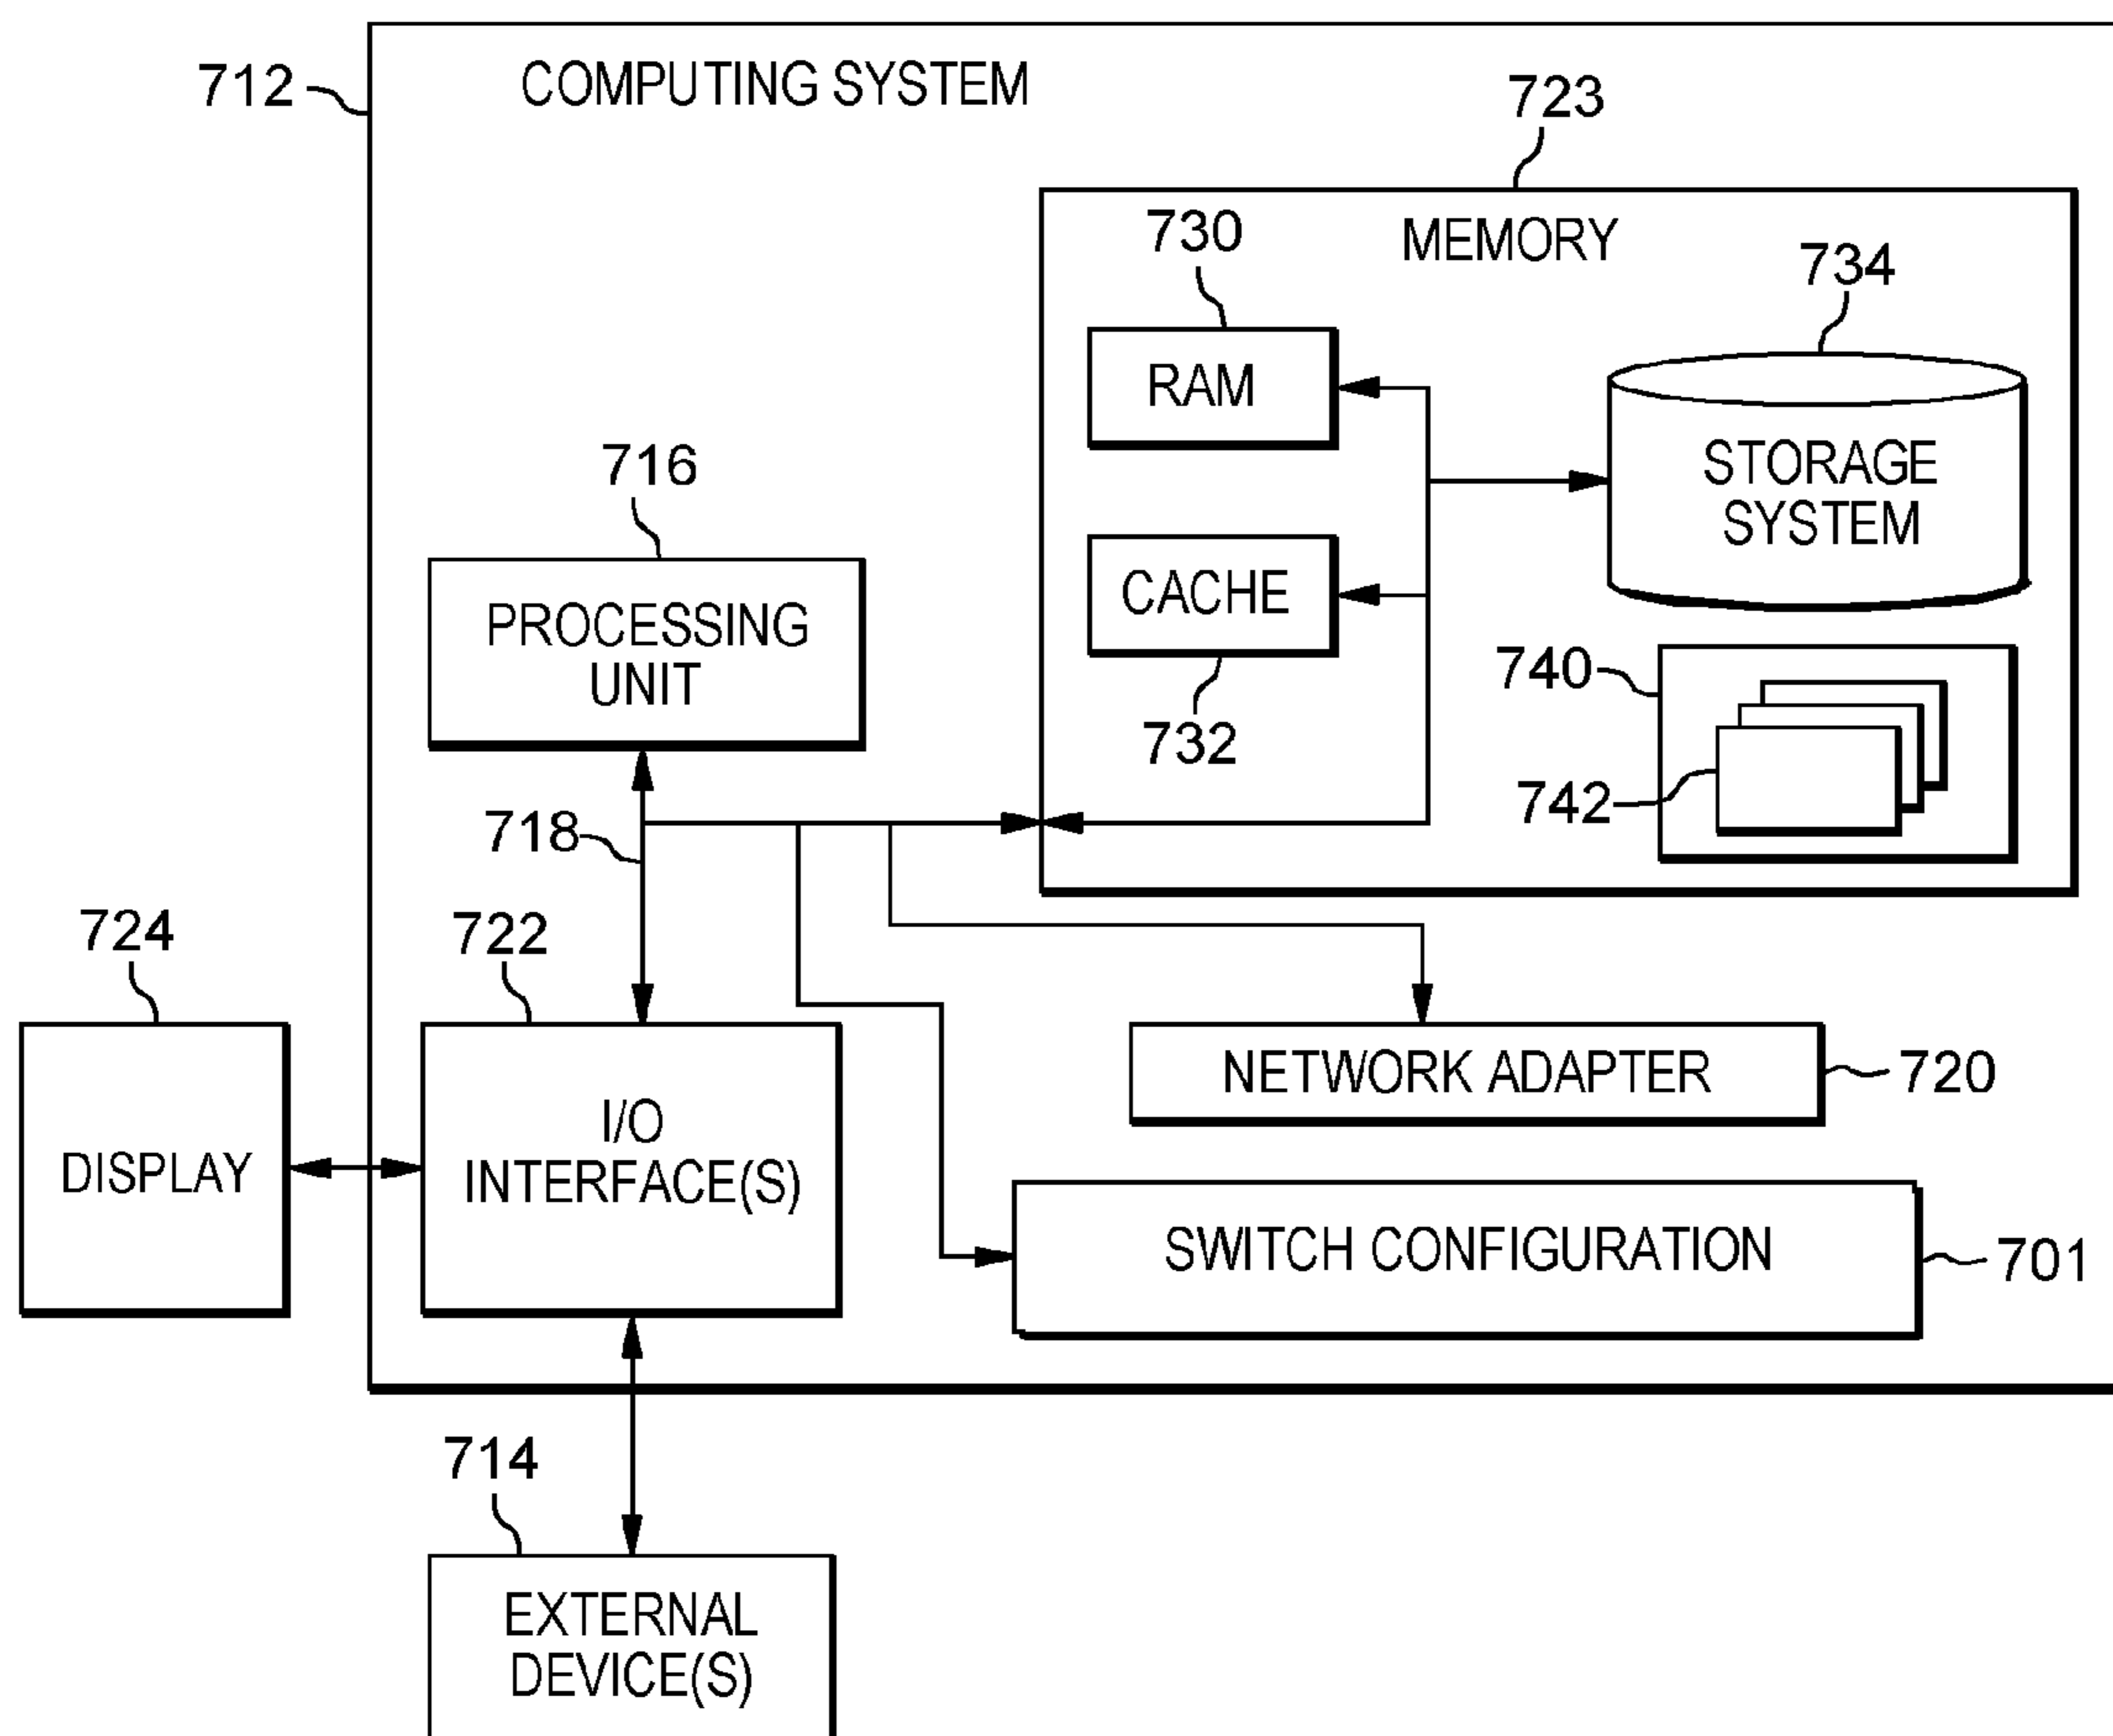 712
COMPUTING SYSTEM
723
MEMORY
730
734
RAM
STORAGE
SYSTEM
716
PROCESSING
UNIT
CACHE
732
740
742
718
724
722
DISPLAY
I/O
INTERFACE(S)
NETWORK ADAPTER
720
SWITCH CONFIGURATION
701
714
EXTERNAL
DEVICE(S)